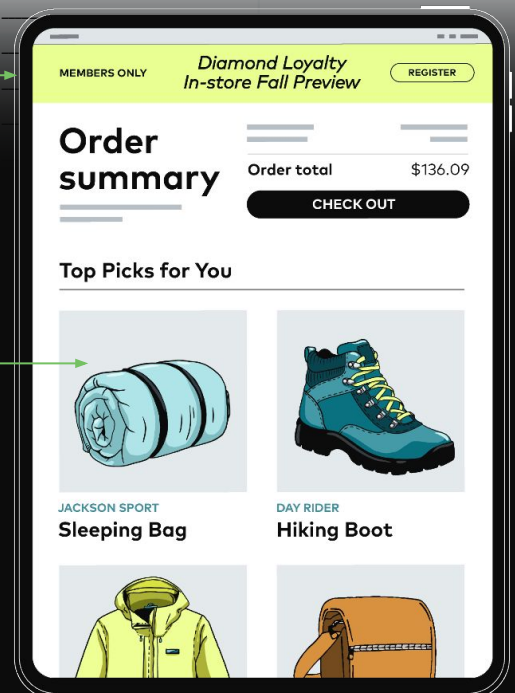 MEMBERS ONLY
Diamond Loyalty
In-store Fall Preview
REGISTER
Order
summary
Order total
$136.09
CHECK OUT
Top Picks for You
JACKSON SPORT
Sleeping Bag
DAY RIDER
Hiking Boot